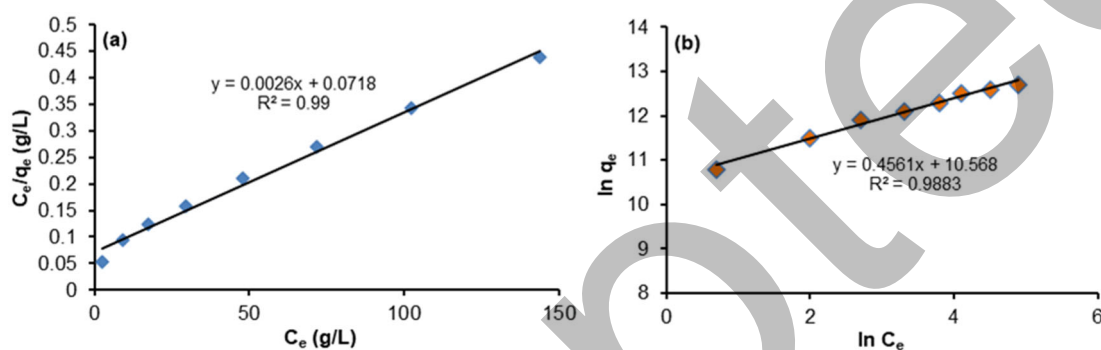 (a)
y = 0.0026x + 0.0718
R² = 0.99
Cₑ/qₑ (g/L)
0.5
0.45
0.4
0.35
0.3
0.25
0.2
0.15
0.1
0.05
0
0 50 100 150
Cₑ (g/L)
(b)
y = 0.4561x + 10.568
R² = 0.9883
ln qₑ
14
13
12
11
10
9
8
0 2 4 6
ln Cₑ